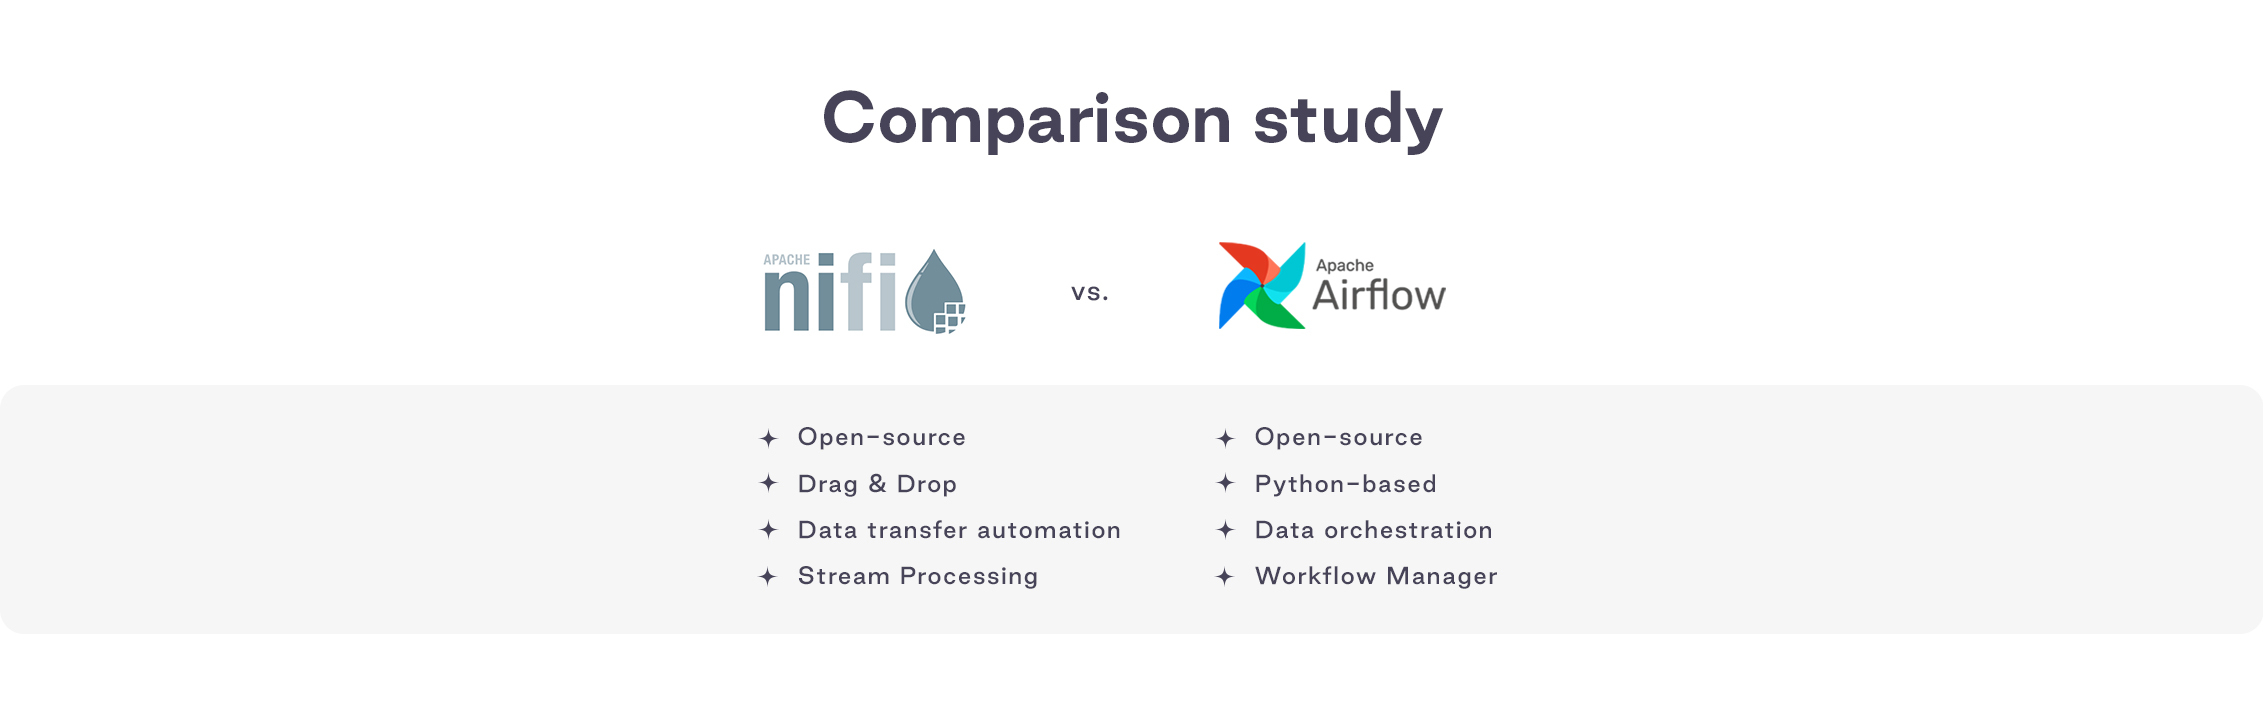 Comparison study
APACHE
nifi
vs.
Apache
Airflow
Open-source
Drag & Drop
Data transfer automation
Stream Processing
Open-source
Python-based
Data orchestration
Workflow Manager